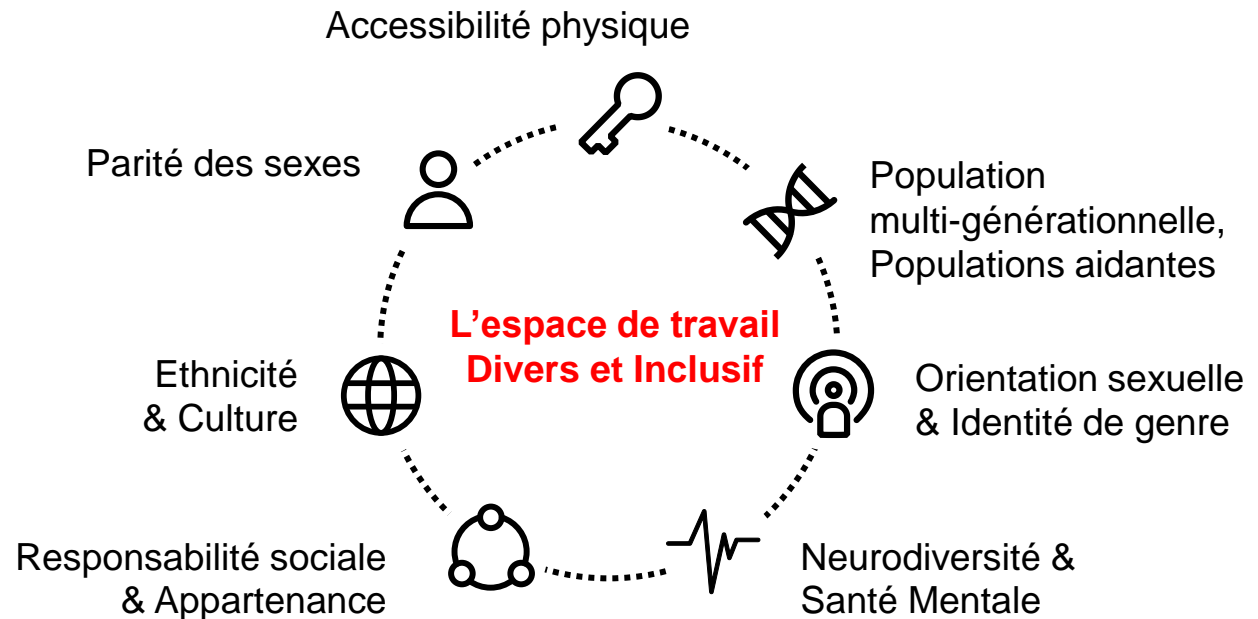 Accessibilité physique
Parité des sexes
Population
multi-générationnelle,
Populations aidantes
L’espace de travail
Divers et Inclusif
Ethnicité
& Culture
Orientation sexuelle
& Identité de genre
Responsabilité sociale
& Appartenance
Neurodiversité &
Santé Mentale